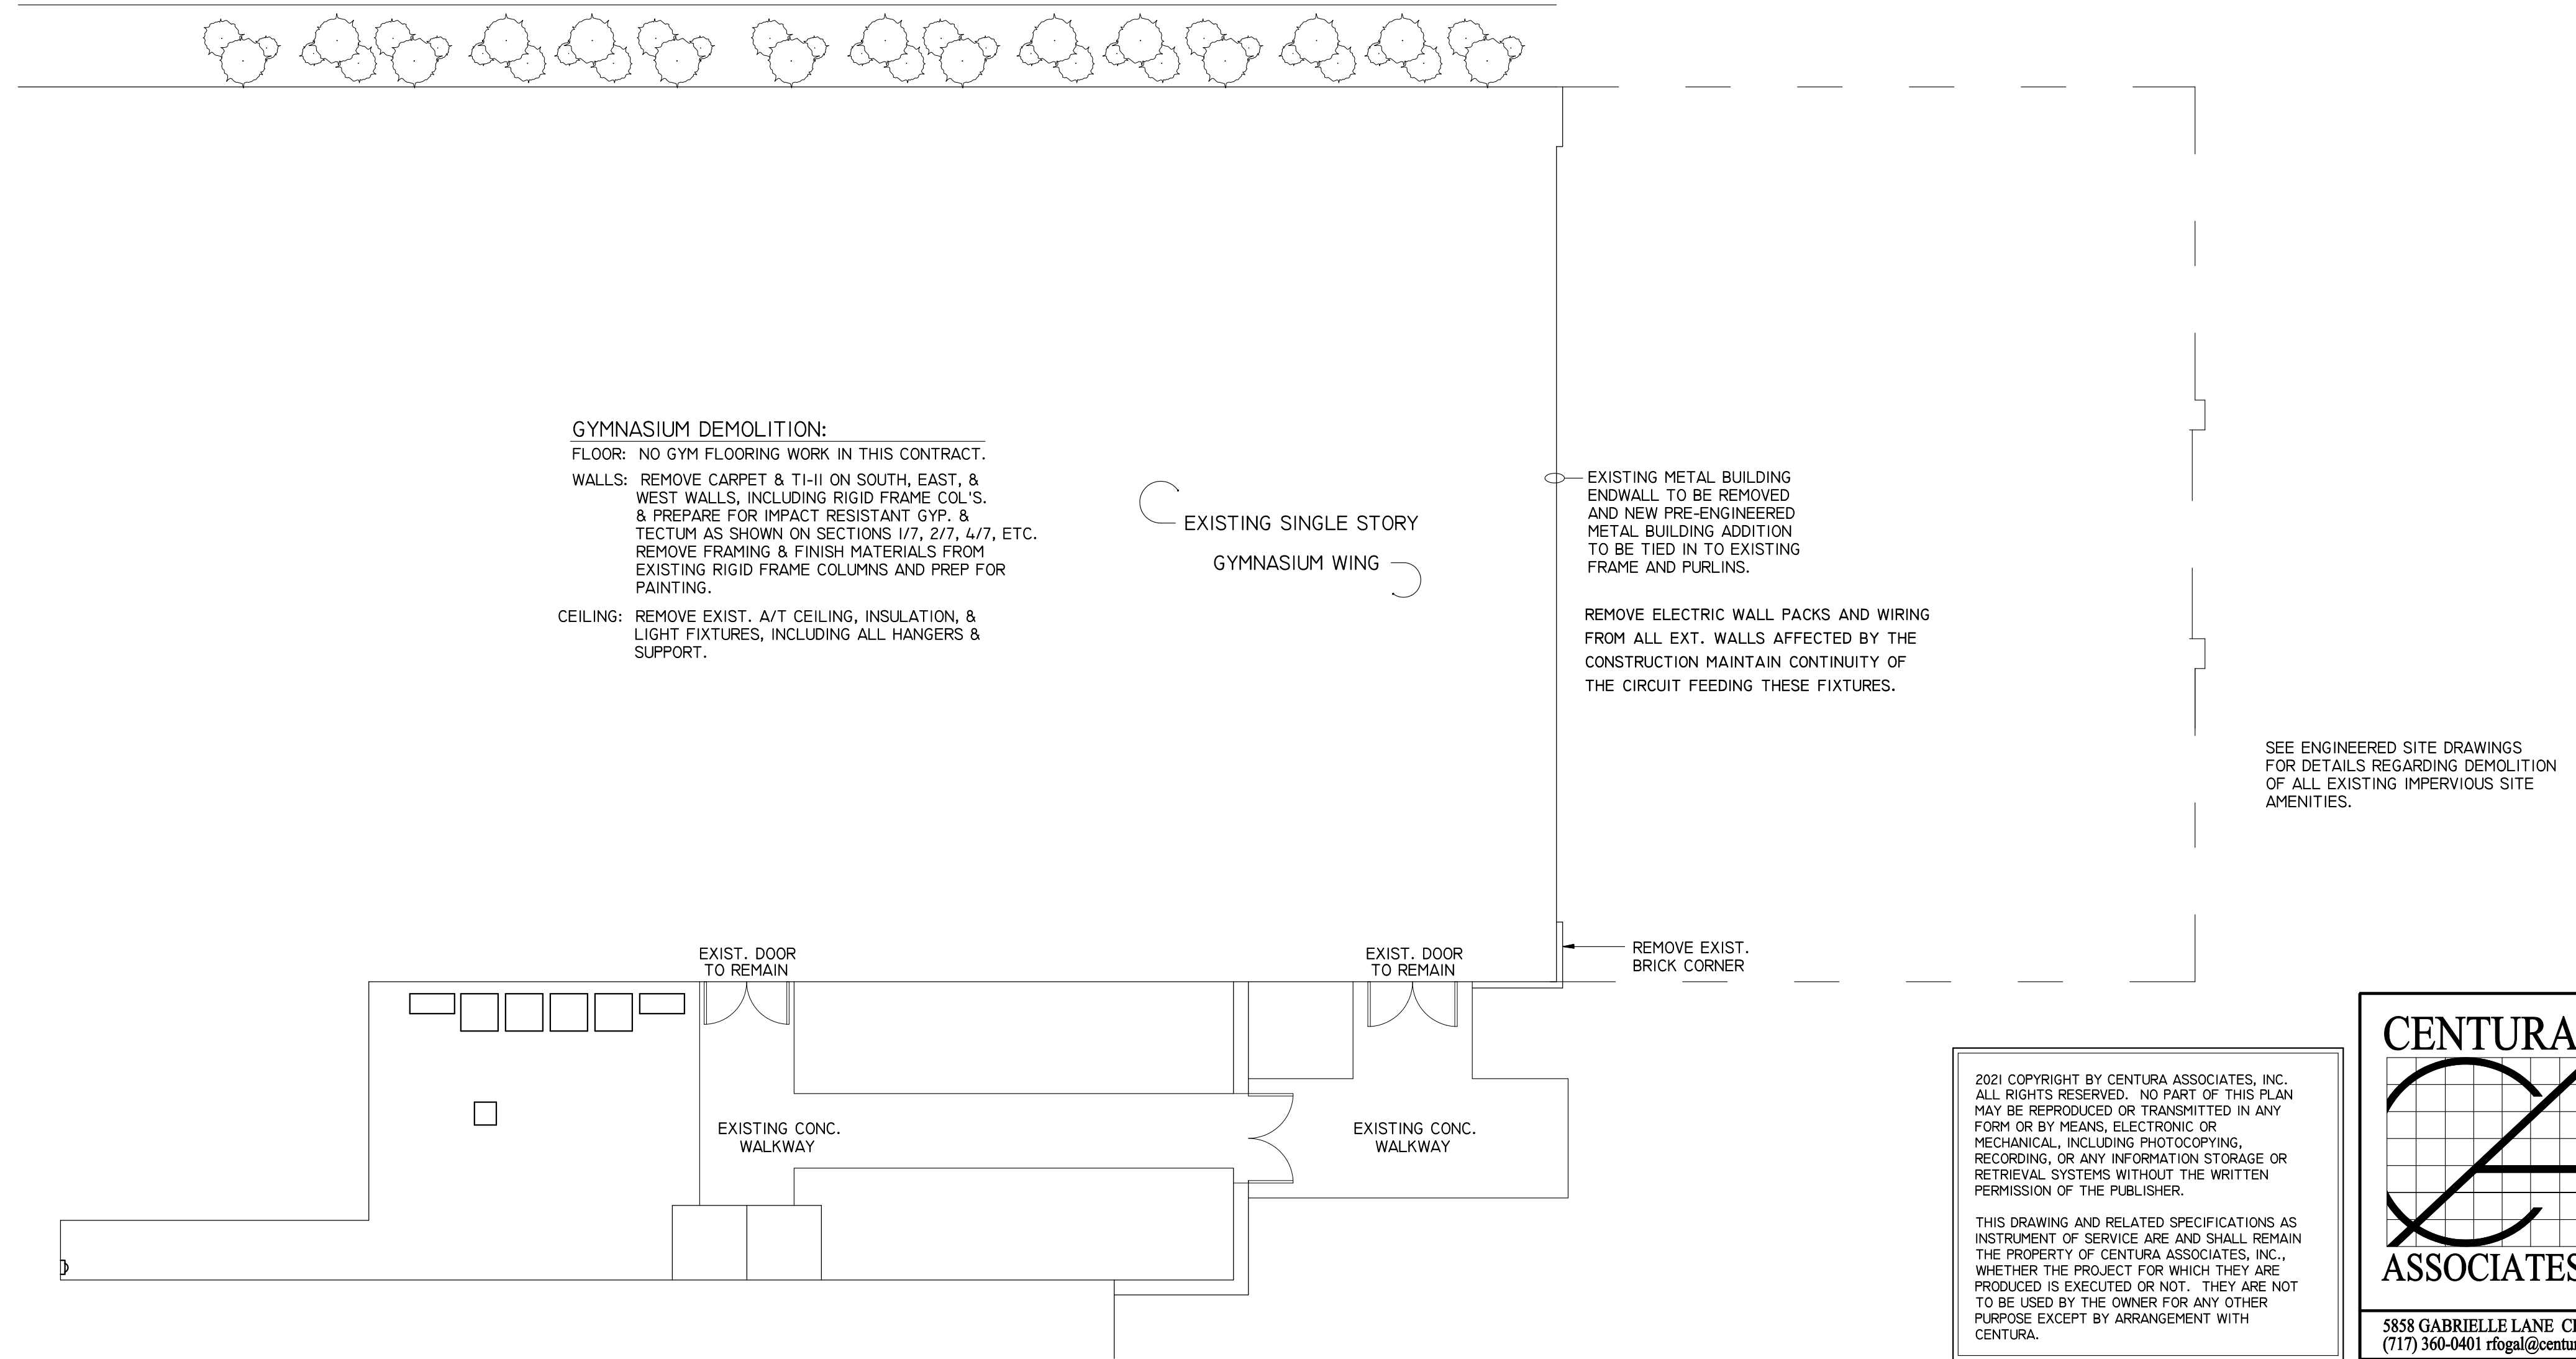 GYMNASIUM DEMOLITION:
FLOOR: NO GYM FLOORING WORK IN THIS CONTRACT.
WALLS: REMOVE CARPET & T1-11 ON SOUTH, EAST, &
WEST WALLS, INCLUDING RIGID FRAME COL'S.
& PREPARE FOR IMPACT RESISTANT GYP. &
TECTUM AS SHOWN ON SECTIONS 1/7, 2/7, 4/7, ETC.
REMOVE FRAMING & FINISH MATERIALS FROM
EXISTING RIGID FRAME COLUMNS AND PREP FOR
PAINTING.
CEILING: REMOVE EXIST. A/T CEILING, INSULATION, &
LIGHT FIXTURES, INCLUDING ALL HANGERS &
SUPPORT.
EXISTING SINGLE STORY
GYMNASIUM WING
EXISTING METAL BUILDING
ENDWALL TO BE REMOVED
AND NEW PRE-ENGINEERED
METAL BUILDING ADDITION
TO BE TIED IN TO EXISTING
FRAME AND PURLINS.
REMOVE ELECTRIC WALL PACKS AND WIRING
FROM ALL EXT. WALLS AFFECTED BY THE
CONSTRUCTION MAINTAIN CONTINUITY OF
THE CIRCUIT FEEDING THESE FIXTURES.
SEE ENGINEERED SITE DRAWINGS
FOR DETAILS REGARDING DEMOLITION
OF ALL EXISTING IMPERVIOUS SITE
AMENITIES.
EXIST. DOOR
TO REMAIN
EXIST. DOOR
TO REMAIN
REMOVE EXIST.
BRICK CORNER
EXISTING CONC.
WALKWAY
EXISTING CONC.
WALKWAY
2021 COPYRIGHT BY CENTURA ASSOCIATES, INC.
ALL RIGHTS RESERVED. NO PART OF THIS PLAN
MAY BE REPRODUCED OR TRANSMITTED IN ANY
FORM OR BY MEANS, ELECTRONIC OR
MECHANICAL, INCLUDING PHOTOCOPYING,
RECORDING, OR ANY INFORMATION STORAGE OR
RETRIEVAL SYSTEMS WITHOUT THE WRITTEN
PERMISSION OF THE PUBLISHER.
THIS DRAWING AND RELATED SPECIFICATIONS AS
INSTRUMENT OF SERVICE ARE AND SHALL REMAIN
THE PROPERTY OF CENTURA ASSOCIATES, INC.,
WHETHER THE PROJECT FOR WHICH THEY ARE
PRODUCED IS EXECUTED OR NOT. THEY ARE NOT
TO BE USED BY THE OWNER FOR ANY OTHER
PURPOSE EXCEPT BY ARRANGEMENT WITH
CENTURA.
CENTURA
ASSOCIATES
5858 GABRIELLE LANE
(717) 360-0401 rfogal@centur